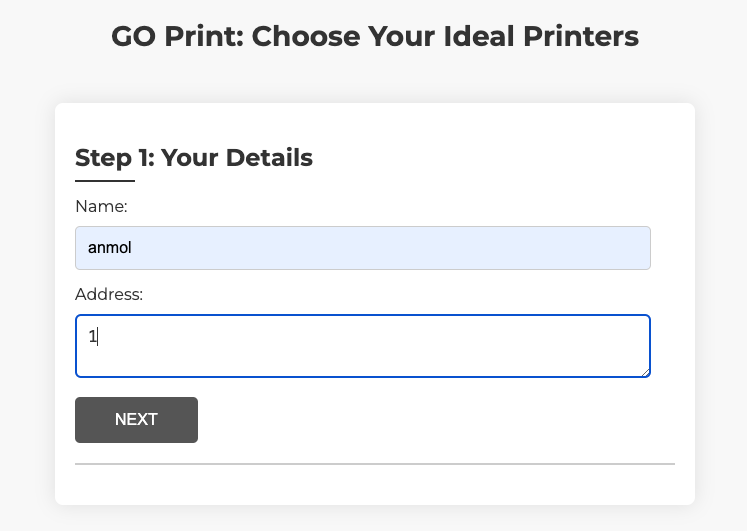 GO Print: Choose Your Ideal Printers
Step 1: Your Details
Name:
anmol
Address:
1
NEXT